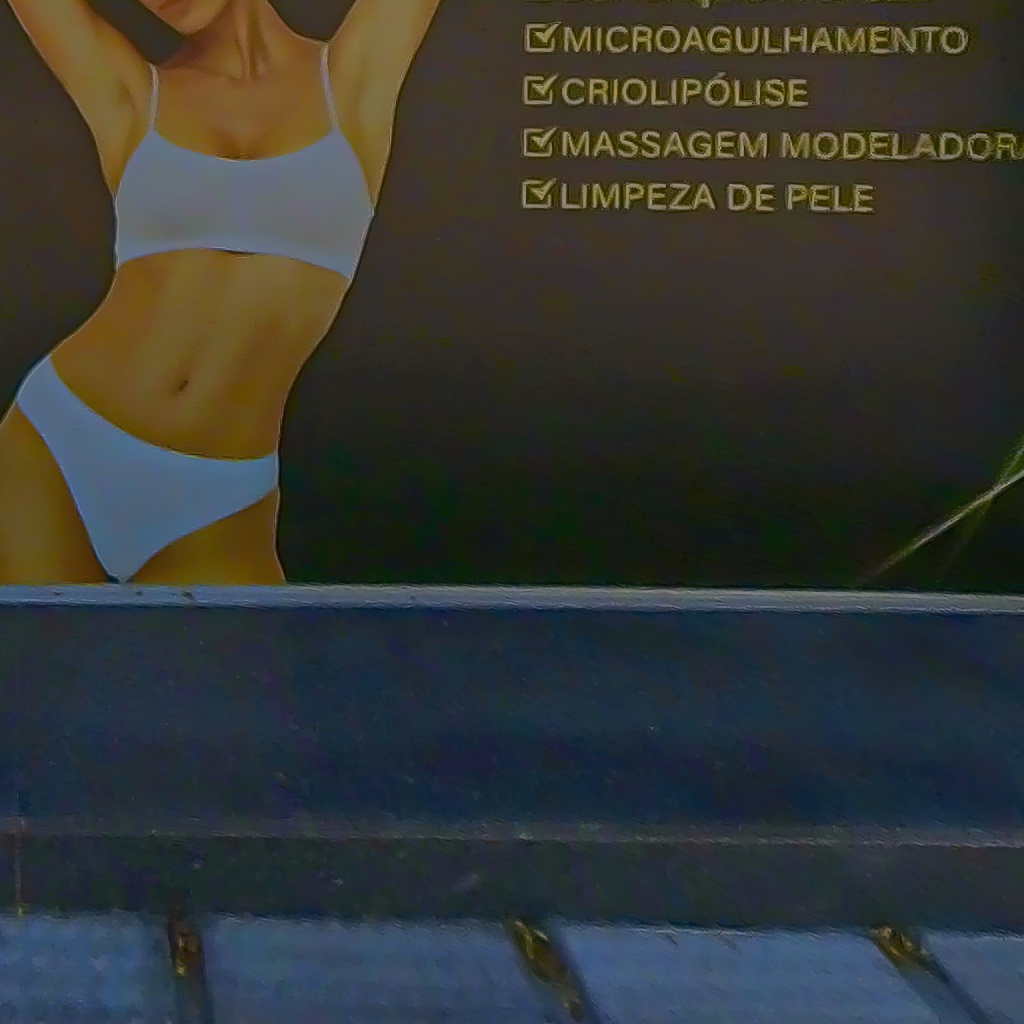 MICROAGULHAMENTO
CRIOLIPÓLISE
MASSAGEM MODELADORA
LIMPEZA DE PELE